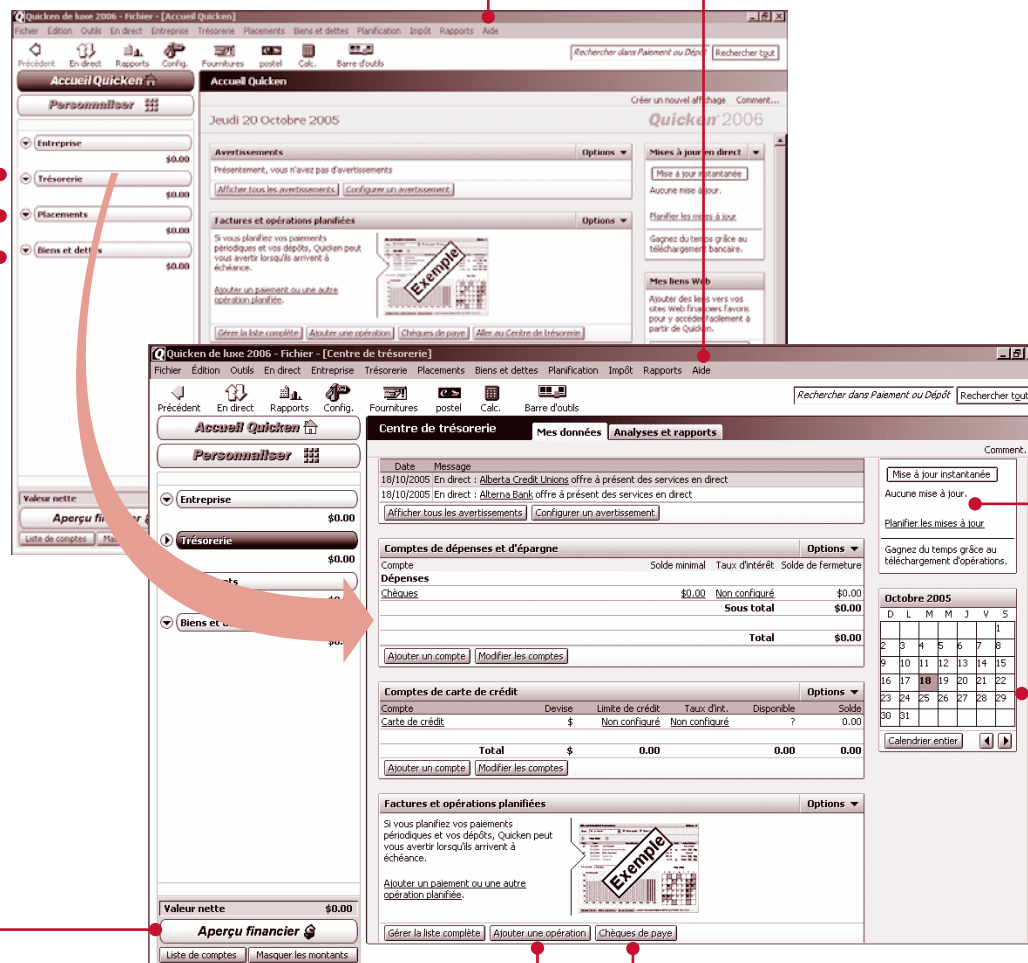 Quicken de luxe 2006 - Fichier - [Accueil Quicken]
Fichier Édition Outils En direct Entreprise Trésorerie Placements Biens et dettes Planification Impôt Rapports Aide
Précédent En direct Rapports Config. Fournitures postel Calc. Barre d'outils
Rechercher dans Paiement ou Dépôt Rechercher tout
Accueil Quicken
Personnaliser
Entreprise
$0.00
Trésorerie
$0.00
Placements
$0.00
Biens et dettes
$0.00
Valeur nette
Aperçu financier
Liste de comptes
Accueil Quicken
Créer un nouvel affichage Comment...
Jeudi 20 Octobre 2005
Quicken 2006
Avertissements Options
Présentement, vous n'avez pas d'avertissements
Afficher tous les avertissements Configurer un avertissement
Factures et opérations planifiées Options
Si vous planifiez vos paiements
périodiques et vos dépôts, Quicken peut
vous avertir lorsqu'ils arrivent à
échéance.
Ajouter un paiement ou une autre
opération planifiée.
Exemple
Gérer la liste complète Ajouter une opération Chèques de paye Aller au Centre de trésorerie
Mises à jour en direct
Mise à jour instantanée
Aucune mise à jour.
Planifier les mises à jour
Gagnez du temps grâce au
téléchargement bancaire.
Mes liens Web
Ajouter des liens vers vos
sites Web financiers favoris
pour y accéder facilement à
partir de Quicken.
Quicken de luxe 2006 - Fichier - [Centre de trésorerie]
Fichier Édition Outils En direct Entreprise Trésorerie Placements Biens et dettes Planification Impôt Rapports Aide
Précédent En direct Rapports Config. Fournitures postel Calc. Barre d'outils
Rechercher dans Paiement ou Dépôt Rechercher tout
Accueil Quicken
Personnaliser
Entreprise
$0.00
Trésorerie
$0.00
Biens et
Valeur nette $0.00
Aperçu financier
Liste de comptes Masquer les montants
Centre de trésorerie Mes données Analyses et rapports
Comment.
Date Message
18/10/2005 En direct : Alberta Credit Unions offre à présent des services en direct
18/10/2005 En direct : Alterna Bank offre à présent des services en direct
Afficher tous les avertissements Configurer un avertissement
Comptes de dépenses et d'épargne Options
Compte Solde minimal Taux d'intérêt Solde de fermeture
Dépenses
Chèques $0.00 Non configuré $0.00
Sous total $0.00
Total $0.00
Ajouter un compte Modifier les comptes
Comptes de carte de crédit Options
Compte Devise Limite de crédit Taux d'int. Disponible Solde
Carte de crédit $ Non configuré Non configuré ? 0.00
Total $ 0.00 0.00 0.00
Ajouter un compte Modifier les comptes
Factures et opérations planifiées Options
Si vous planifiez vos paiements
périodiques et vos dépôts, Quicken peut
vous avertir lorsqu'ils arrivent à
échéance.
Ajouter un paiement ou une autre
opération planifiée.
Exemple
Gérer la liste complète Ajouter une opération Chèques de paye
Mise à jour instantanée
Aucune mise à jour.
Planifier les mises à jour
Gagnez du temps grâce au
téléchargement d'opérations.
Octobre 2005
D L M M J V S
1
2 3 4 5 6 7 8
9 10 11 12 13 14 15
16 17 18 19 20 21 22
23 24 25 26 27 28 29
30 31
Calendrier entier